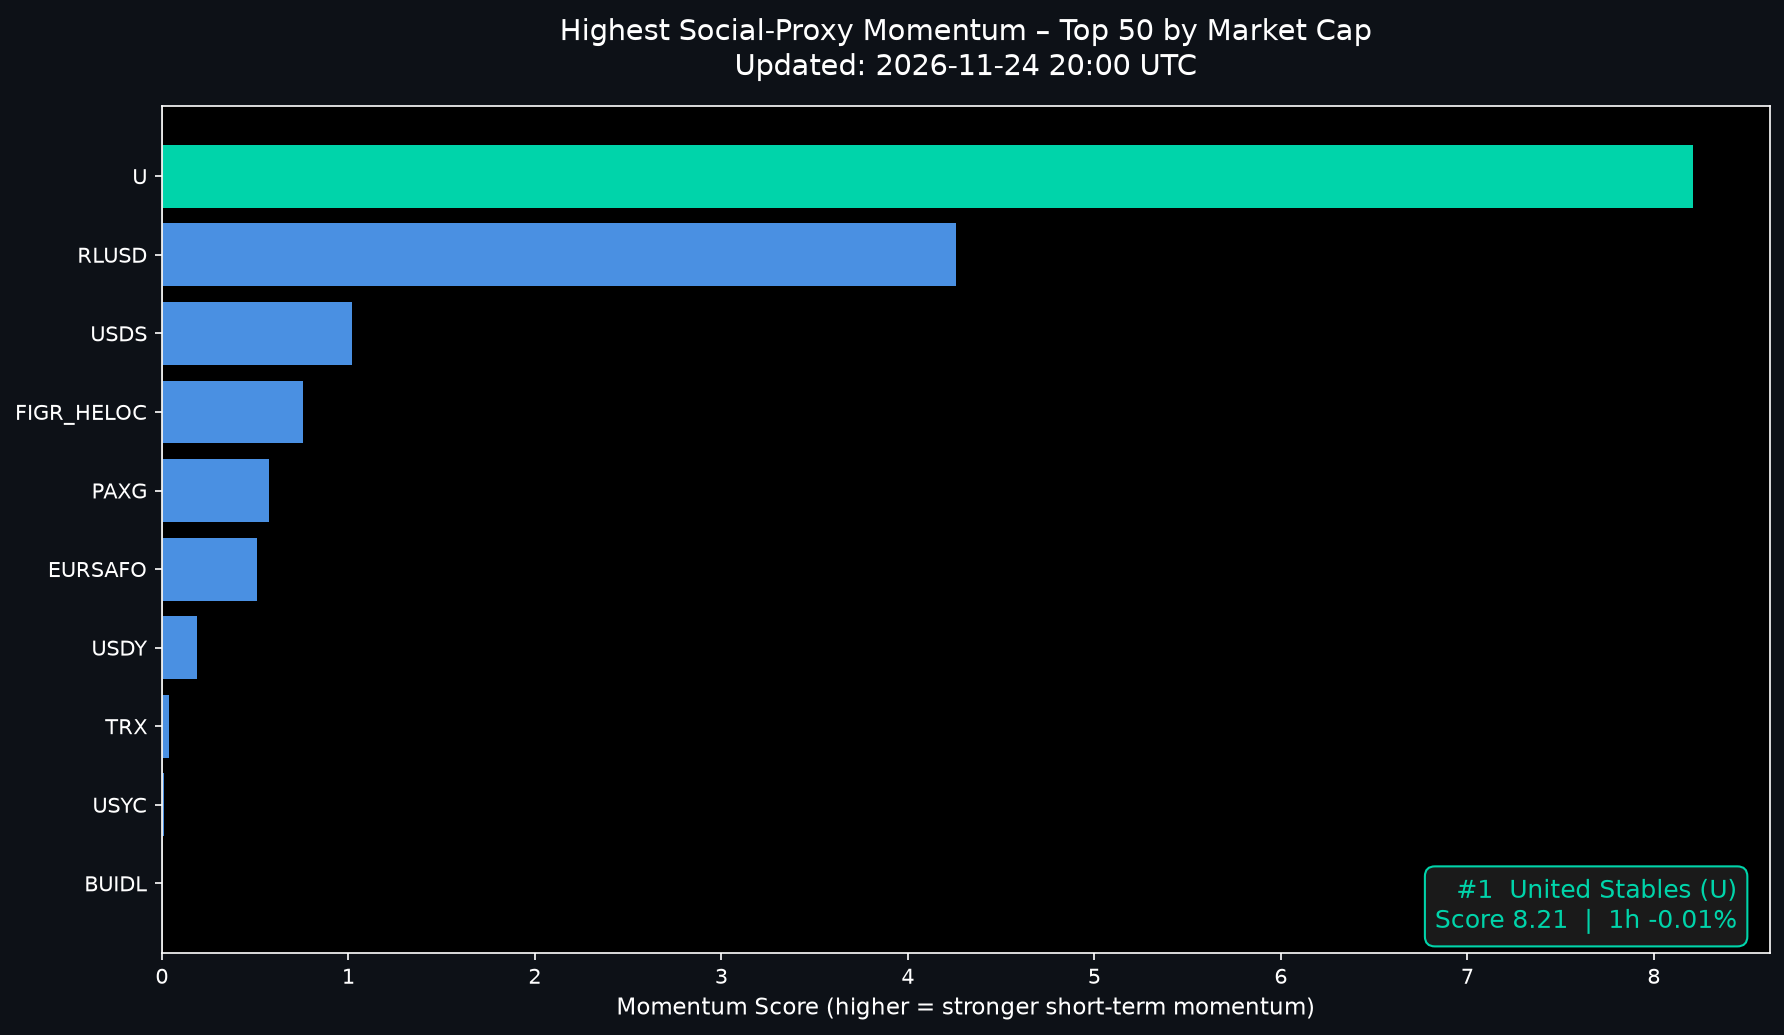 Highest Social-Proxy Momentum – Top 50 by Market Cap
Updated: 2026-11-24 20:00 UTC
U
RLUSD
USDS
FIGR_HELOC
PAXG
EURSAFO
USDY
TRX
USYC
BUIDL
#1 United Stables (U)
Score 8.21 | 1h -0.01%
0 1 2 3 4 5 6 7 8
Momentum Score (higher = stronger short-term momentum)